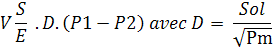 V S/E . D. (P1 − P2) avec D = Sol/√Pm